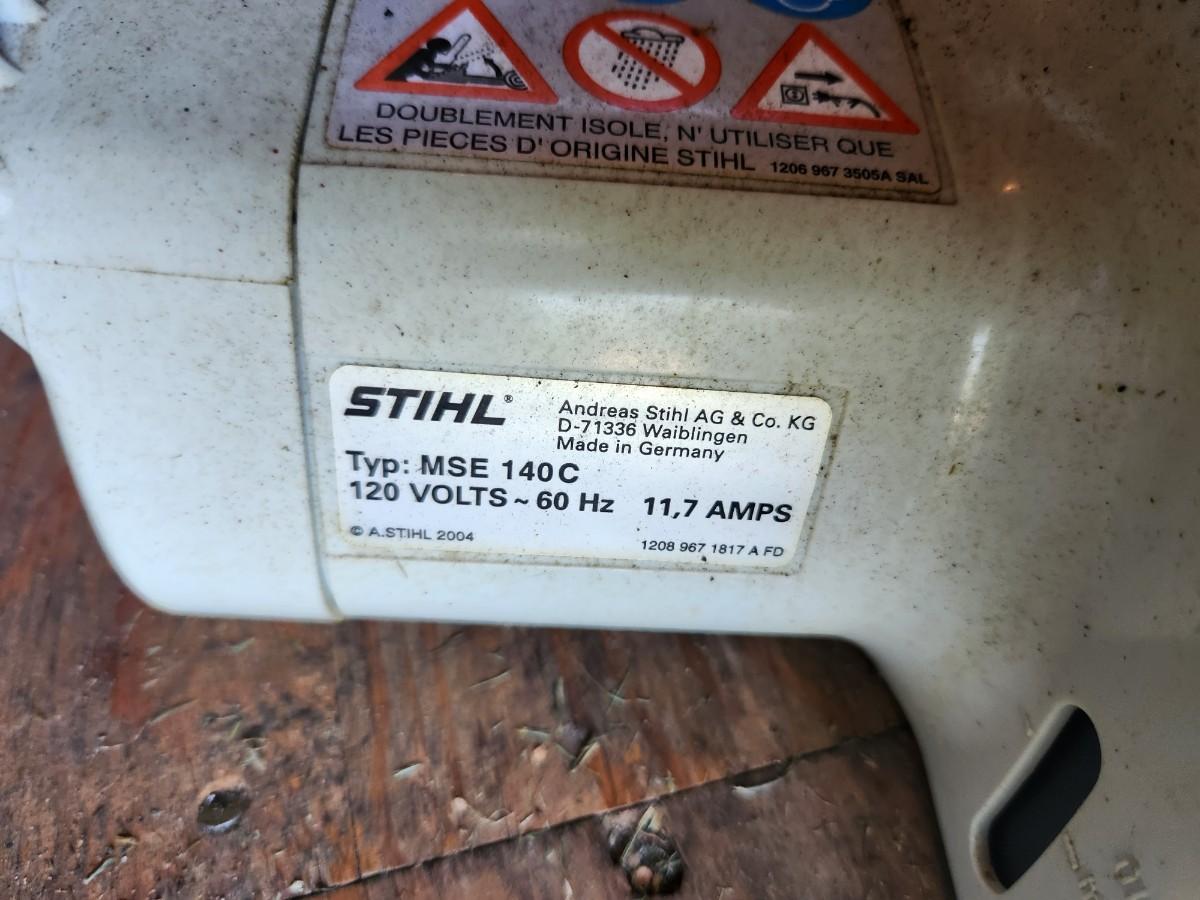 DOUBLEMENT ISOLE, N' UTILISER QUE
LES PIECES D' ORIGINE STIHL 1206 967 3505A SAL
STIHL®
Andreas Stihl AG & Co. KG
D-71336 Waiblingen
Made in Germany
Typ: MSE 140 C
120 VOLTS ~ 60 Hz 11,7 AMPS
© A.STIHL 2004
1208 967 1817 A FD